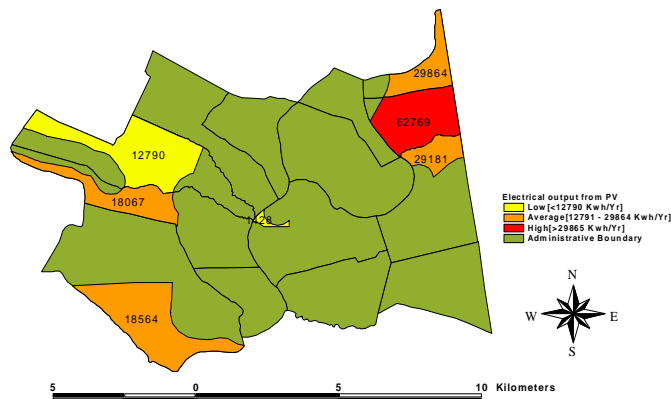 29864
62769
12790
29181
18067
1428
18564
Electrical output from PV
Low[<12790 Kwh/Yr]
Average[12791 - 29864 Kwh/Yr]
High[>29865 Kwh/Yr]
Administrative Boundary
N
W E
S
5 0 5 10 Kilometers